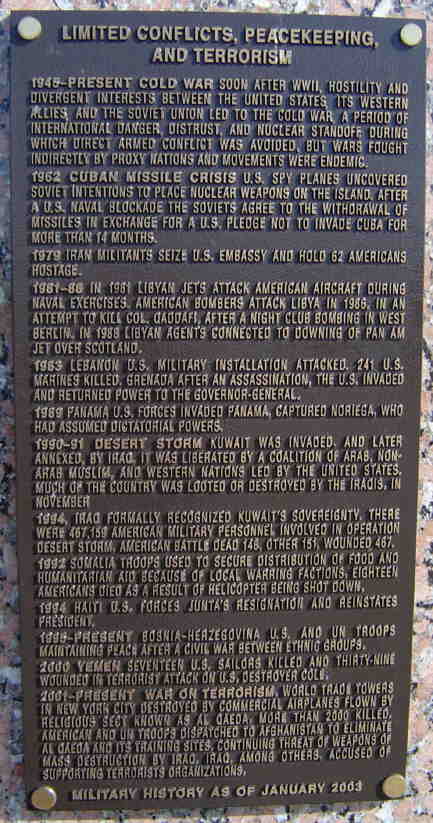 LIMITED CONFLICTS, PEACEKEEPING,
AND TERRORISM
1945–PRESENT COLD WAR SOON AFTER WWII, HOSTILITY AND
DIVERGENT INTERESTS BETWEEN THE UNITED STATES, ITS WESTERN
ALLIES, AND THE SOVIET UNION LED TO THE COLD WAR, A PERIOD OF
INTERNATIONAL DANGER, DISTRUST, AND NUCLEAR STANDOFF DURING
WHICH DIRECT ARMED CONFLICT WAS AVOIDED, BUT WARS FOUGHT
INDIRECTLY BY PROXY NATIONS AND MOVEMENTS WERE ENDEMIC.
1962 CUBAN MISSILE CRISIS U.S. SPY PLANES UNCOVERED
SOVIET INTENTIONS TO PLACE NUCLEAR WEAPONS ON THE ISLAND. AFTER
A U.S. NAVAL BLOCKADE THE SOVIETS AGREE TO THE WITHDRAWAL OF
MISSILES IN EXCHANGE FOR A U.S. PLEDGE NOT TO INVADE CUBA FOR
MORE THAN 14 MONTHS.
1979 IRAN MILITANTS SEIZE U.S. EMBASSY AND HOLD 62 AMERICANS
HOSTAGE.
1981–88 IN 1981 LIBYAN JETS ATTACK AMERICAN AIRCRAFT DURING
NAVAL EXERCISES. AMERICAN BOMBERS ATTACK LIBYA IN 1986, IN AN
ATTEMPT TO KILL COL. QADDAFI, AFTER A NIGHT CLUB BOMBING IN WEST
BERLIN. IN 1988 LIBYAN AGENTS CONNECTED TO DOWNING OF PAN AM
JET OVER SCOTLAND.
1983 LEBANON U.S. MILITARY INSTALLATION ATTACKED. 241 U.S.
MARINES KILLED. GRENADA AFTER AN ASSASSINATION, THE U.S. INVADED
AND RETURNED POWER TO THE GOVERNOR-GENERAL.
1989 PANAMA U.S. FORCES INVADED PANAMA, CAPTURED NORIEGA, WHO
HAD ASSUMED DICTATORIAL POWERS.
1990–91 DESERT STORM KUWAIT WAS INVADED, AND LATER
ANNEXED, BY IRAQ. IT WAS LIBERATED BY A COALITION OF ARAB, NON-
ARAB MUSLIM, AND WESTERN NATIONS LED BY THE UNITED STATES.
MUCH OF THE COUNTRY WAS LOOTED OR DESTROYED BY THE IRAQIS. IN
NOVEMBER
1994, IRAQ FORMALLY RECOGNIZED KUWAIT'S SOVEREIGNTY. THERE
WERE 467,159 AMERICAN MILITARY PERSONNEL INVOLVED IN OPERATION
DESERT STORM. AMERICAN BATTLE DEAD 148, OTHER 151, WOUNDED 467.
1992 SOMALIA TROOPS USED TO SECURE DISTRIBUTION OF FOOD AND
HUMANITARIAN AID BECAUSE OF LOCAL WARRING FACTIONS. EIGHTEEN
AMERICANS DIED AS A RESULT OF HELICOPTER BEING SHOT DOWN.
1994 HAITI U.S. FORCES JUNTA'S RESIGNATION AND REINSTATES
PRESIDENT.
1995–PRESENT BOSNIA-HERZEGOVINA U.S. AND UN TROOPS
MAINTAINING PEACE AFTER A CIVIL WAR BETWEEN ETHNIC GROUPS.
2000 YEMEN SEVENTEEN U.S. SAILORS KILLED AND THIRTY-NINE
WOUNDED IN TERRORIST ATTACK ON U.S. DESTROYER COLE.
2001–PRESENT WAR ON TERRORISM. WORLD TRADE TOWERS
IN NEW YORK CITY DESTROYED BY COMMERCIAL AIRPLANES FLOWN BY
RELIGIOUS SECT KNOWN AS AL QAEDA. MORE THAN 2000 KILLED.
AMERICAN AND UN TROOPS DISPATCHED TO AFGHANISTAN TO ELIMINATE
AL QAEDA AND ITS TRAINING SITES. CONTINUING THREAT OF WEAPONS OF
MASS DESTRUCTION BY IRAQ. IRAQ, AMONG OTHERS, ACCUSED OF
SUPPORTING TERRORISTS ORGANIZATIONS.
MILITARY HISTORY AS OF JANUARY 2003